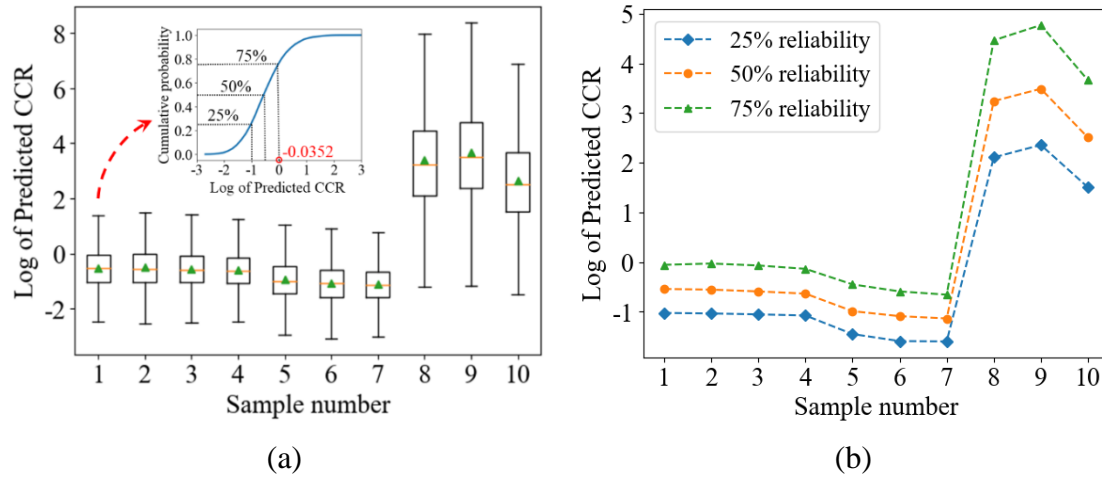 8
6
4
2
0
-2
Log of Predicted CCR
1 2 3 4 5 6 7 8 9 10
Sample number
1.0
0.8
0.6
0.4
0.2
0.0
Cumulative probability
75%
50%
25%
-0.0352
-3 -2 -1 0 1 2 3
Log of Predicted CCR
(a)
5
4
3
2
1
0
-1
Log of Predicted CCR
25% reliability
50% reliability
75% reliability
1 2 3 4 5 6 7 8 9 10
Sample number
(b)